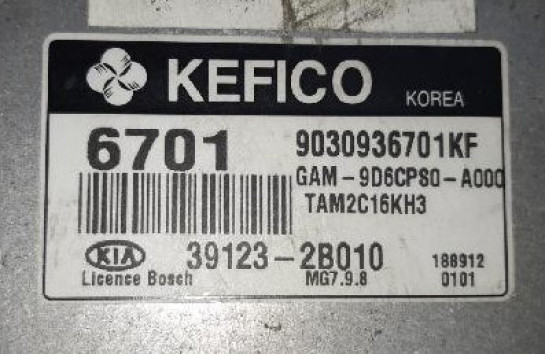 KEFICO KOREA
6701 9030936701KF
GAM-9D6CPS0-A000
TAM2C16KH3
KIA 39123-2B010 188912
Licence Bosch MG7.9.8 0101